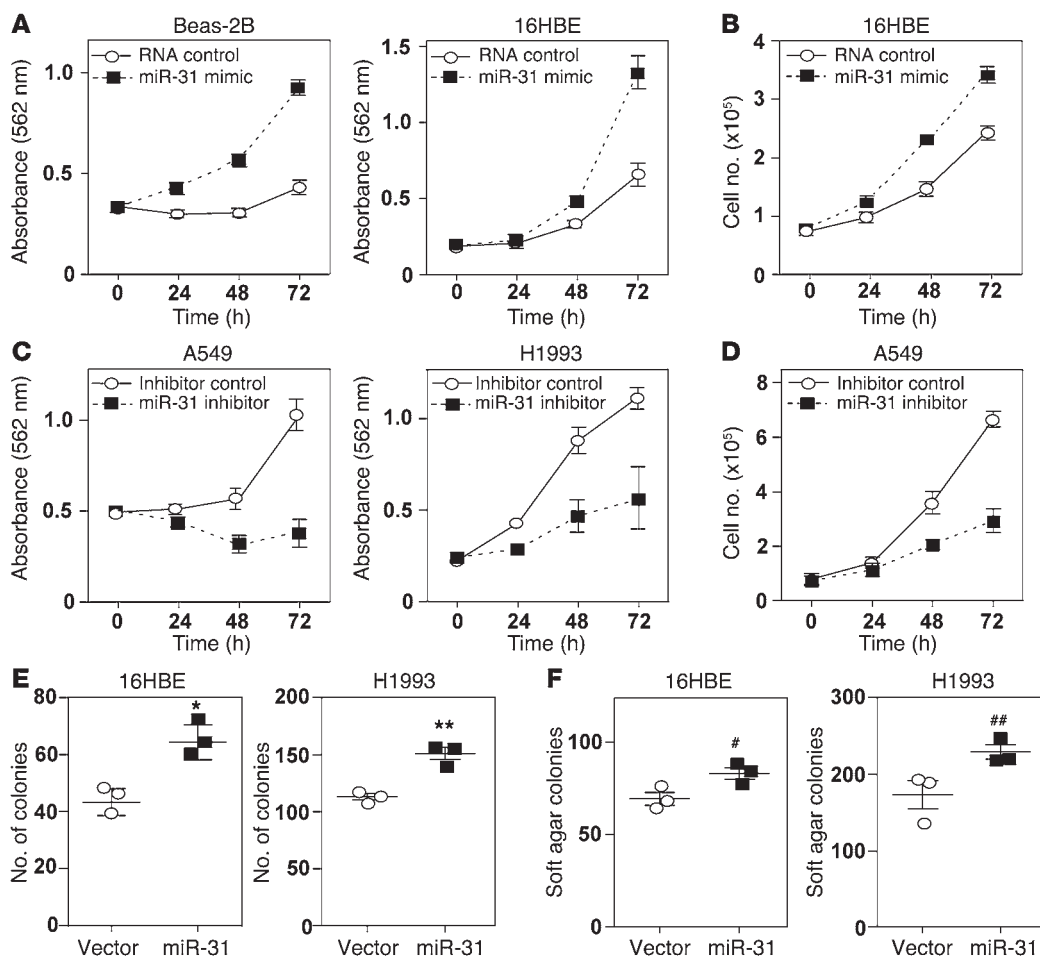 A
Beas-2B
RNA control
miR-31 mimic
Absorbance (562 nm)
1.0
0.5
0
0 24 48 72
Time (h)
16HBE
RNA control
miR-31 mimic
Absorbance (562 nm)
1.5
1.0
0.5
0
0 24 48 72
Time (h)
B
16HBE
RNA control
miR-31 mimic
Cell no. (x10⁵)
4
3
2
1
0
0 24 48 72
Time (h)
C
A549
Inhibitor control
miR-31 inhibitor
Absorbance (562 nm)
1.0
0.5
0
0 24 48 72
Time (h)
H1993
Inhibitor control
miR-31 inhibitor
Absorbance (562 nm)
1.0
0.5
0
0 24 48 72
Time (h)
D
A549
Inhibitor control
miR-31 inhibitor
Cell no. (x10⁵)
8
6
4
2
0
0 24 48 72
Time (h)
E
16HBE
No. of colonies
80
60
40
20
0
*
Vector miR-31
H1993
No. of colonies
200
150
100
50
0
**
Vector miR-31
F
16HBE
Soft agar colonies
100
50
0
#
Vector miR-31
H1993
Soft agar colonies
300
200
100
0
##
Vector miR-31